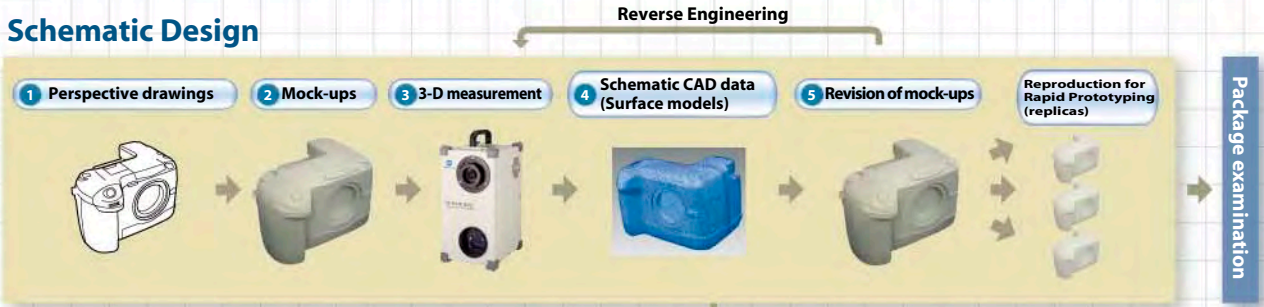 Reverse Engineering
Schematic Design
1 Perspective drawings
2 Mock-ups
3 3-D measurement
4 Schematic CAD data
(Surface models)
5 Revision of mock-ups
Reproduction for
Rapid Prototyping
(replicas)
Package examination